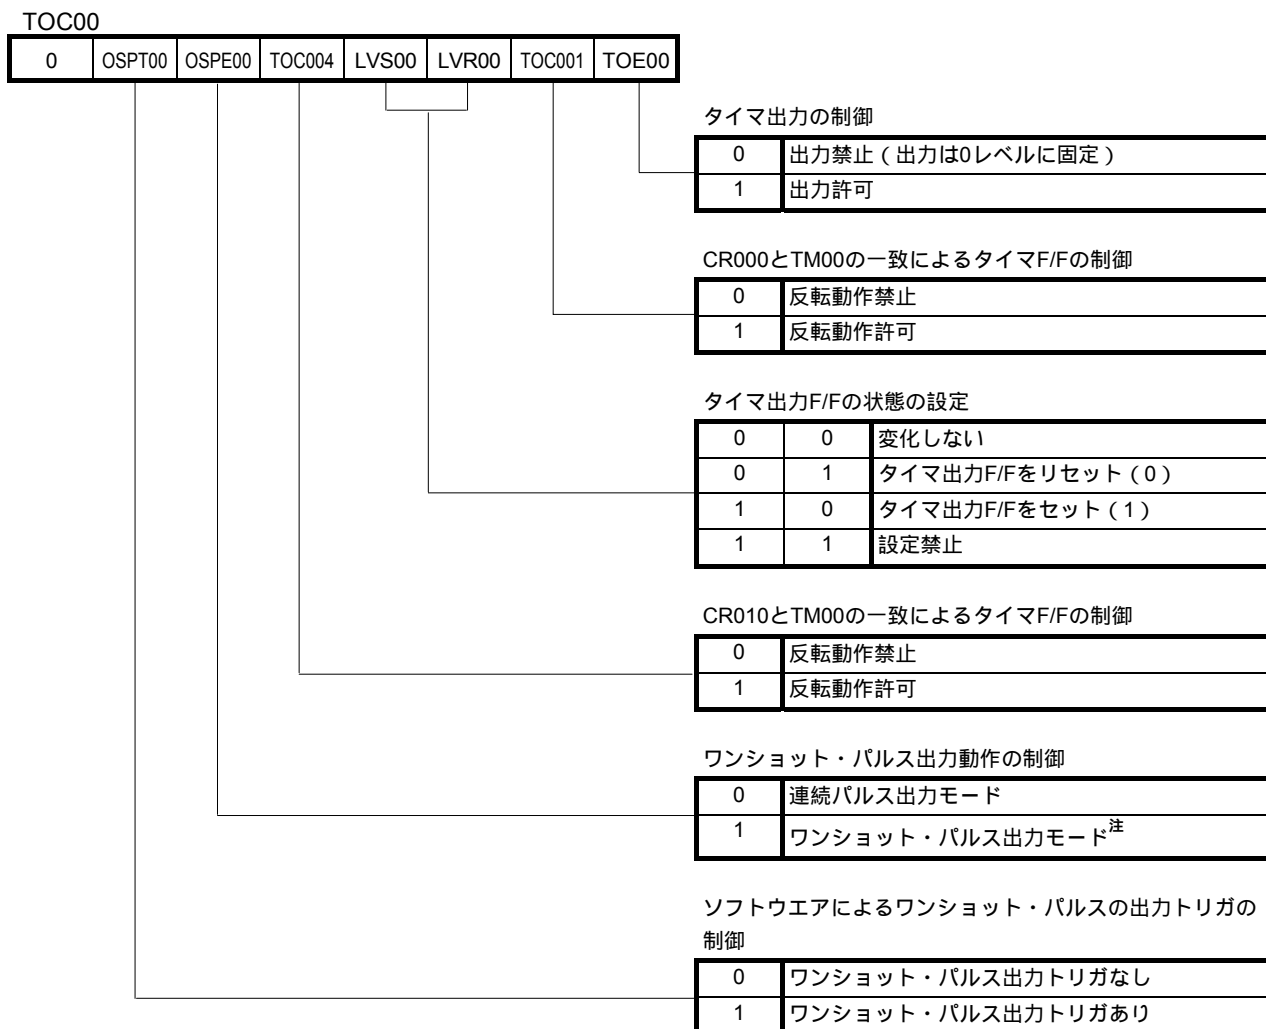 TOC00
0 OSPT00 OSPE00 TOC004 LVS00 LVR00 TOC001 TOE00
タイマ出力の制御
0 出力禁止（出力は0レベルに固定）
1 出力許可
CR000とTM00の一致によるタイマF/Fの制御
0 反転動作禁止
1 反転動作許可
タイマ出力F/Fの状態の設定
0 0 変化しない
0 1 タイマ出力F/Fをリセット（0）
1 0 タイマ出力F/Fをセット（1）
1 1 設定禁止
CR010とTM00の一致によるタイマF/Fの制御
0 反転動作禁止
1 反転動作許可
ワンショット・パルス出力動作の制御
0 連続パルス出力モード
1 ワンショット・パルス出力モード注
ソフトウエアによるワンショット・パルスの出力トリガの
制御
0 ワンショット・パルス出力トリガなし
1 ワンショット・パルス出力トリガあり